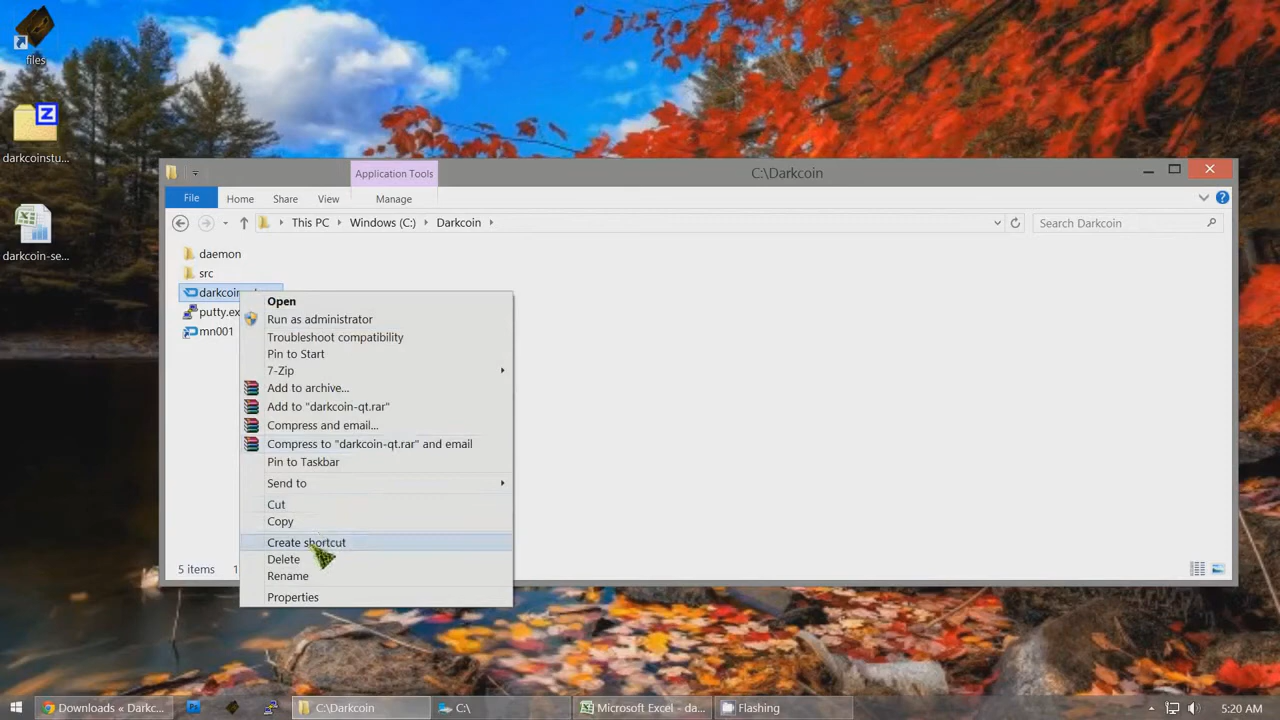 files
darkcoinstu...
darkcoin-se...
Application Tools
C:\Darkcoin
File
Home
Share
View
Manage
This PC
Windows (C:)
Darkcoin
Search Darkcoin
daemon
src
putty.ex
mn001
Open
Run as administrator
Troubleshoot compatibility
Pin to Start
7-Zip
Add to archive...
Add to "darkcoin-qt.rar"
Compress and email...
Compress to "darkcoin-qt.rar" and email
Pin to Taskbar
Send to
Cut
Copy
Create shortcut
Delete
Rename
Properties
5 items
1
Downloads « Darkc...
C:\Darkcoin
C:\
Microsoft Excel - da...
Flashing
5:20 AM